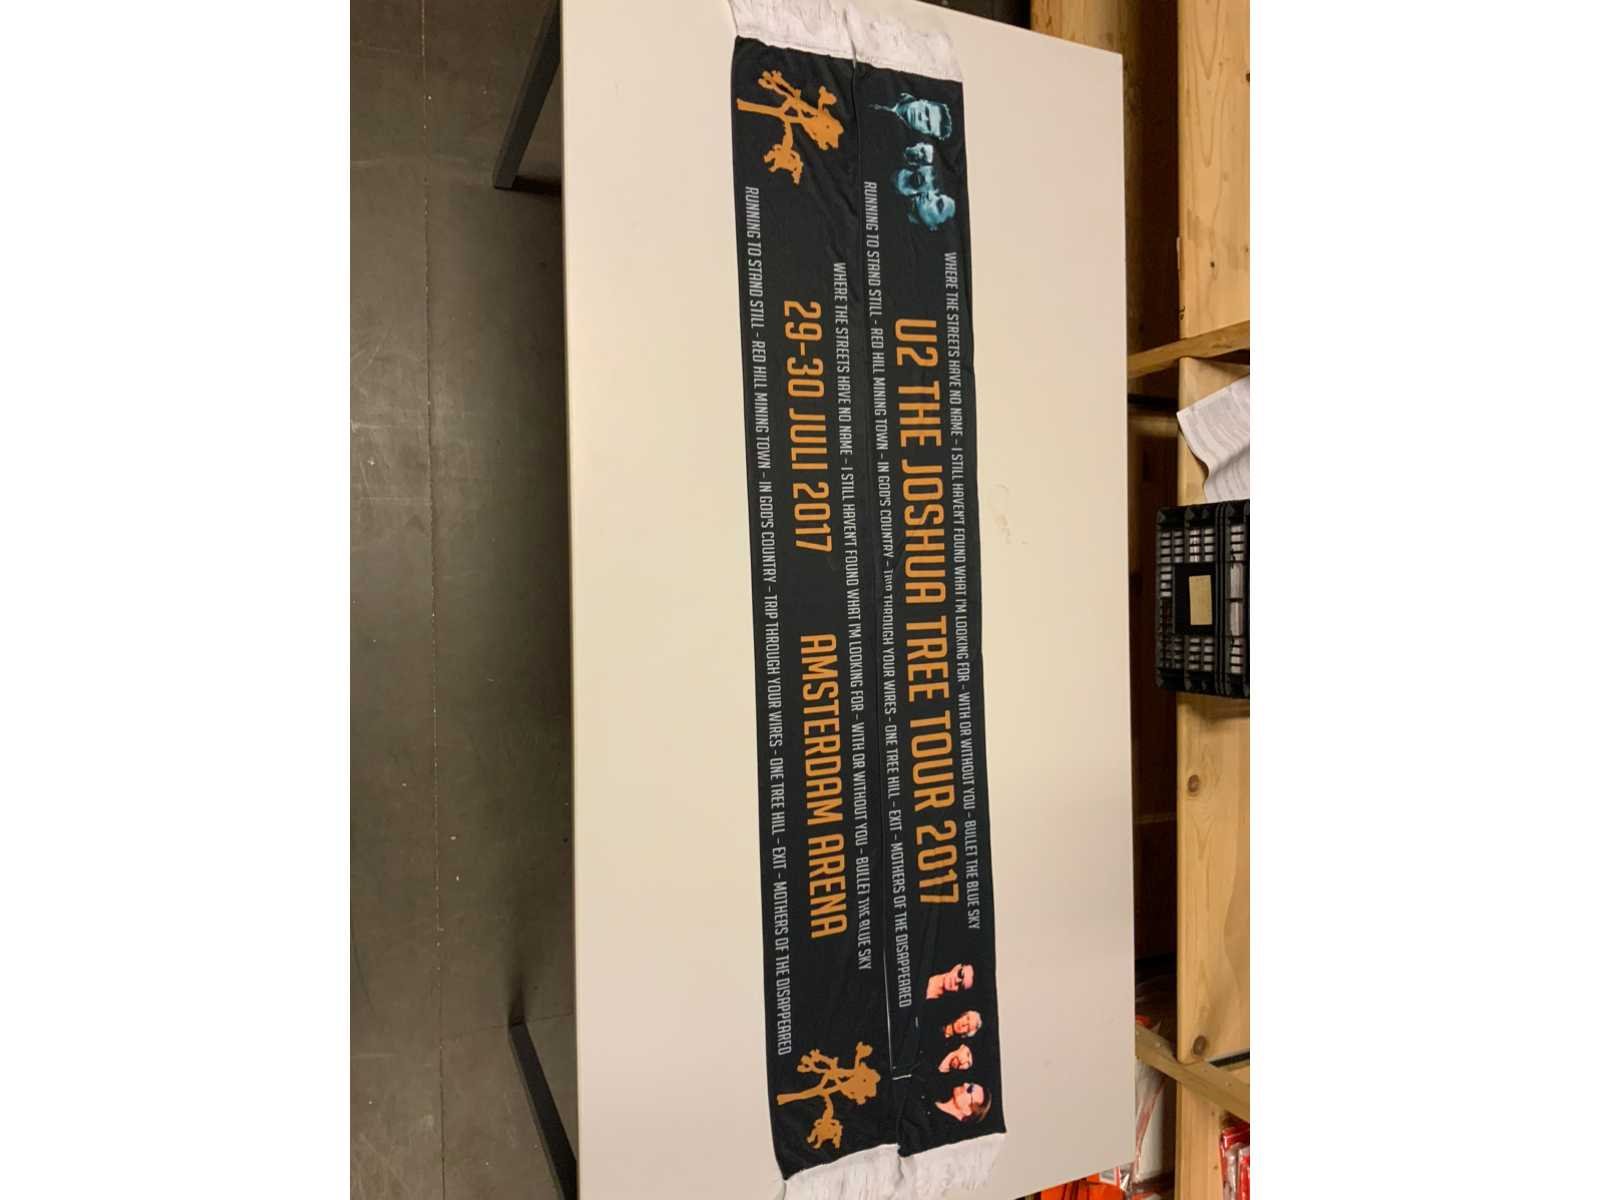 WHERE THE STREETS HAVE NO NAME - I STILL HAVEN'T FOUND WHAT I'M LOOKING FOR - WITH OR WITHOUT YOU - BULLET THE BLUE SKY
U2 THE JOSHUA TREE TOUR 2017
RUNNING TO STAND STILL - RED HILL MINING TOWN - IN GOD'S COUNTRY - TRIP THROUGH YOUR WIRES - ONE TREE HILL - EXIT - MOTHERS OF THE DISAPPEARED
WHERE THE STREETS HAVE NO NAME - I STILL HAVEN'T FOUND WHAT I'M LOOKING FOR - WITH OR WITHOUT YOU - BULLET THE BLUE SKY
29-30 JULI 2017 AMSTERDAM ARENA
RUNNING TO STAND STILL - RED HILL MINING TOWN - IN GOD'S COUNTRY - TRIP THROUGH YOUR WIRES - ONE TREE HILL - EXIT - MOTHERS OF THE DISAPPEARED